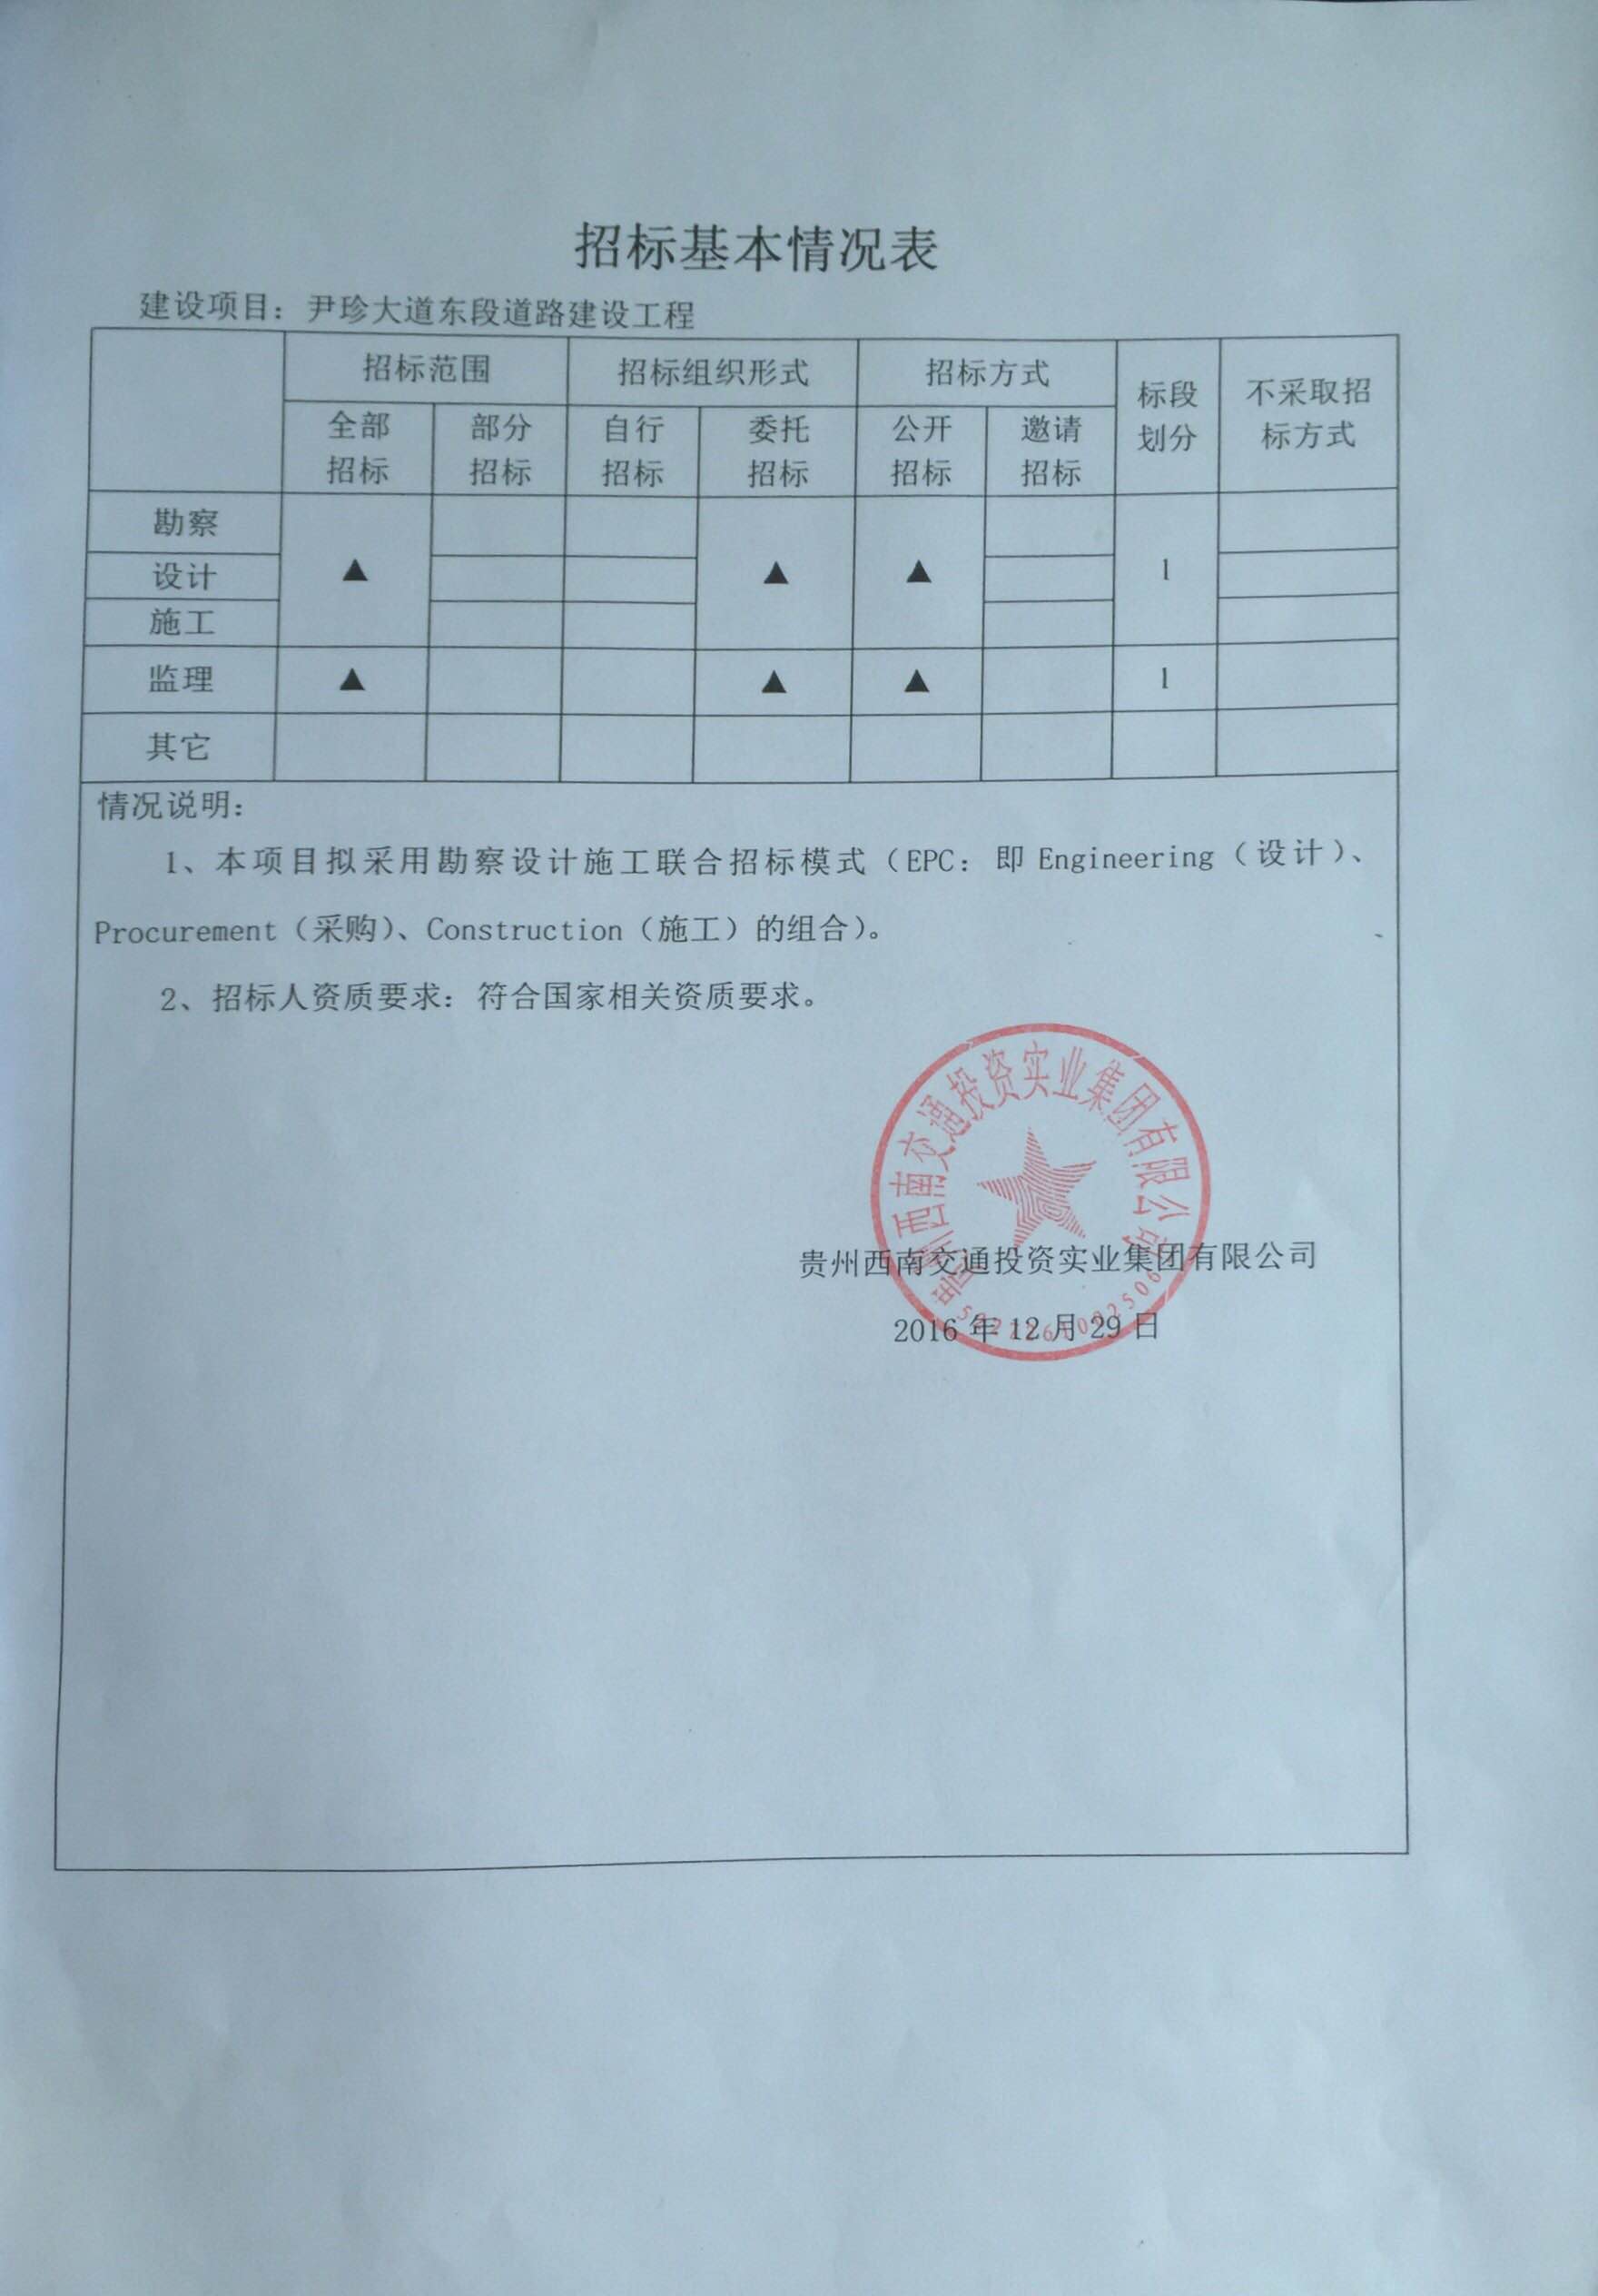 招标基本情况表
建设项目：尹珍大道东段道路建设工程
招标范围 招标组织形式 招标方式 标段划分 不采取招标方式
全部招标 部分招标 自行招标 委托招标 公开招标 邀请招标
勘察
设计 ▲ ▲ ▲ 1
施工
监理 ▲ ▲ ▲ 1
其它
情况说明：
1、本项目拟采用勘察设计施工联合招标模式（EPC：即 Engineering（设计）、
Procurement（采购）、Construction（施工）的组合）。
2、招标人资质要求：符合国家相关资质要求。
贵州西南交通投资实业集团有限公司
贵州西南交通投资实业集团有限公司
2016 年 12 月 29 日